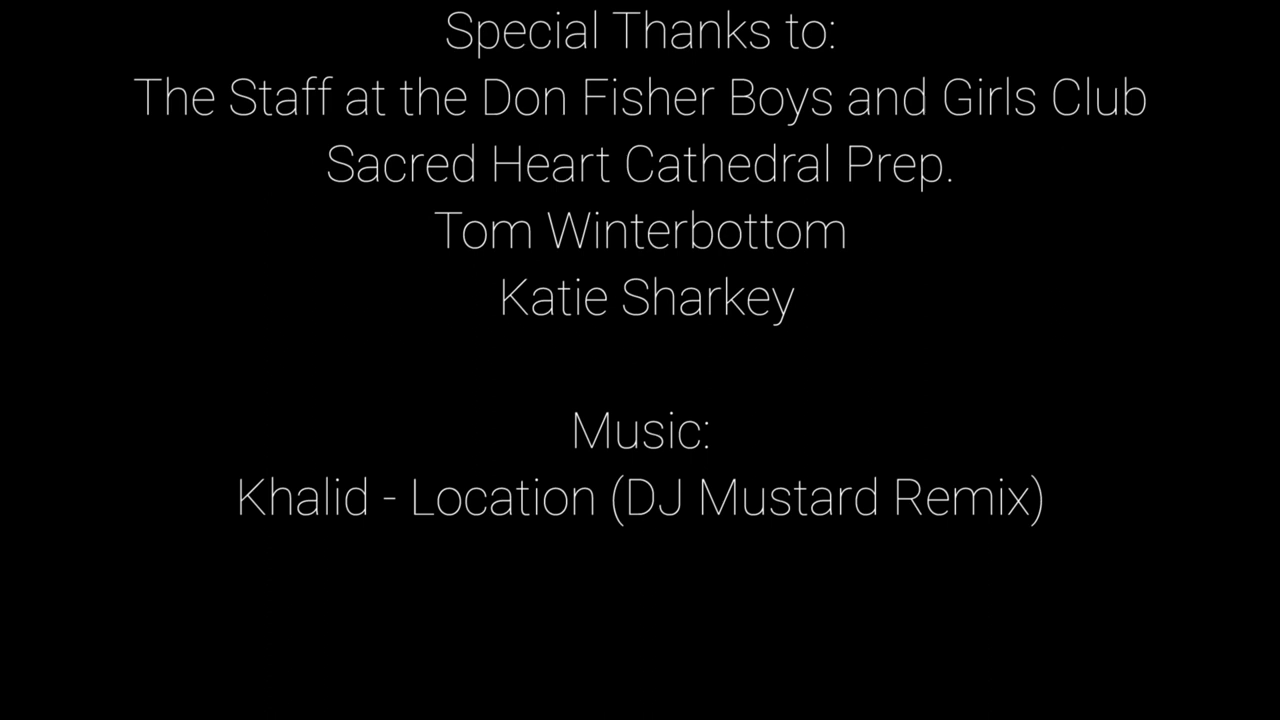 Special Thanks to:
The Staff at the Don Fisher Boys and Girls Club
Sacred Heart Cathedral Prep.
Tom Winterbottom
Katie Sharkey
Music:
Khalid - Location (DJ Mustard Remix)